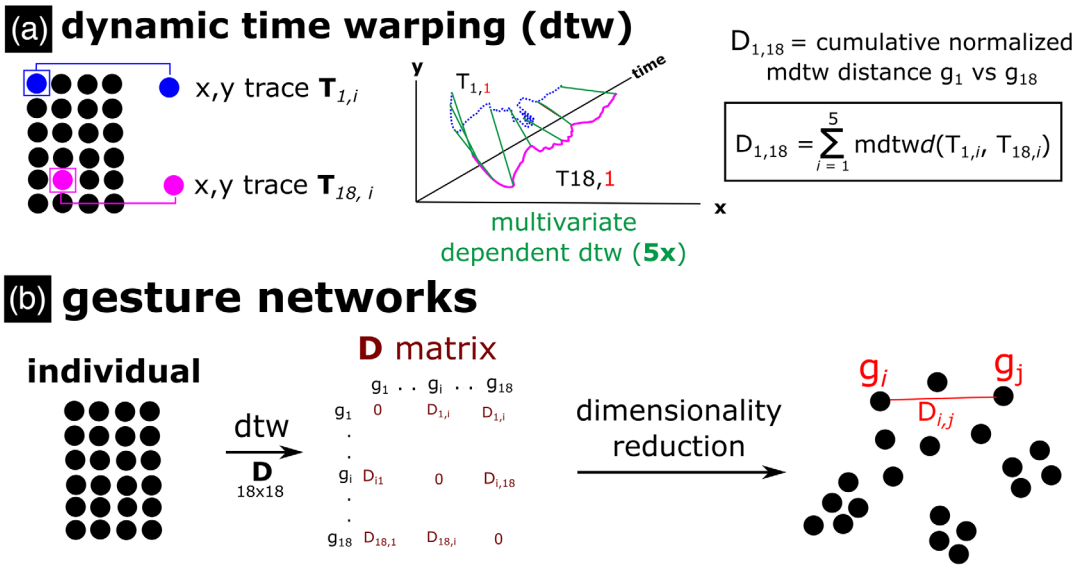 (a) dynamic time warping (dtw)
x,y trace T1,i
x,y trace T18, i
y
time
T1,1
T18,1
x
multivariate
dependent dtw (5x)
D1,18 = cumulative normalized
mdtw distance g1 vs g18
D1,18 = 5∑i = 1 mdtwd(T1,i, T18,i)
(b) gesture networks
individual
dtw
D
18x18
D matrix
g1 . . gi . . g18
g1 0 D1,i D1,i
.
.
gi Di1 0 Di,18
.
.
g18 D18,1 D18,i 0
dimensionality
reduction
gi gj
Di,j